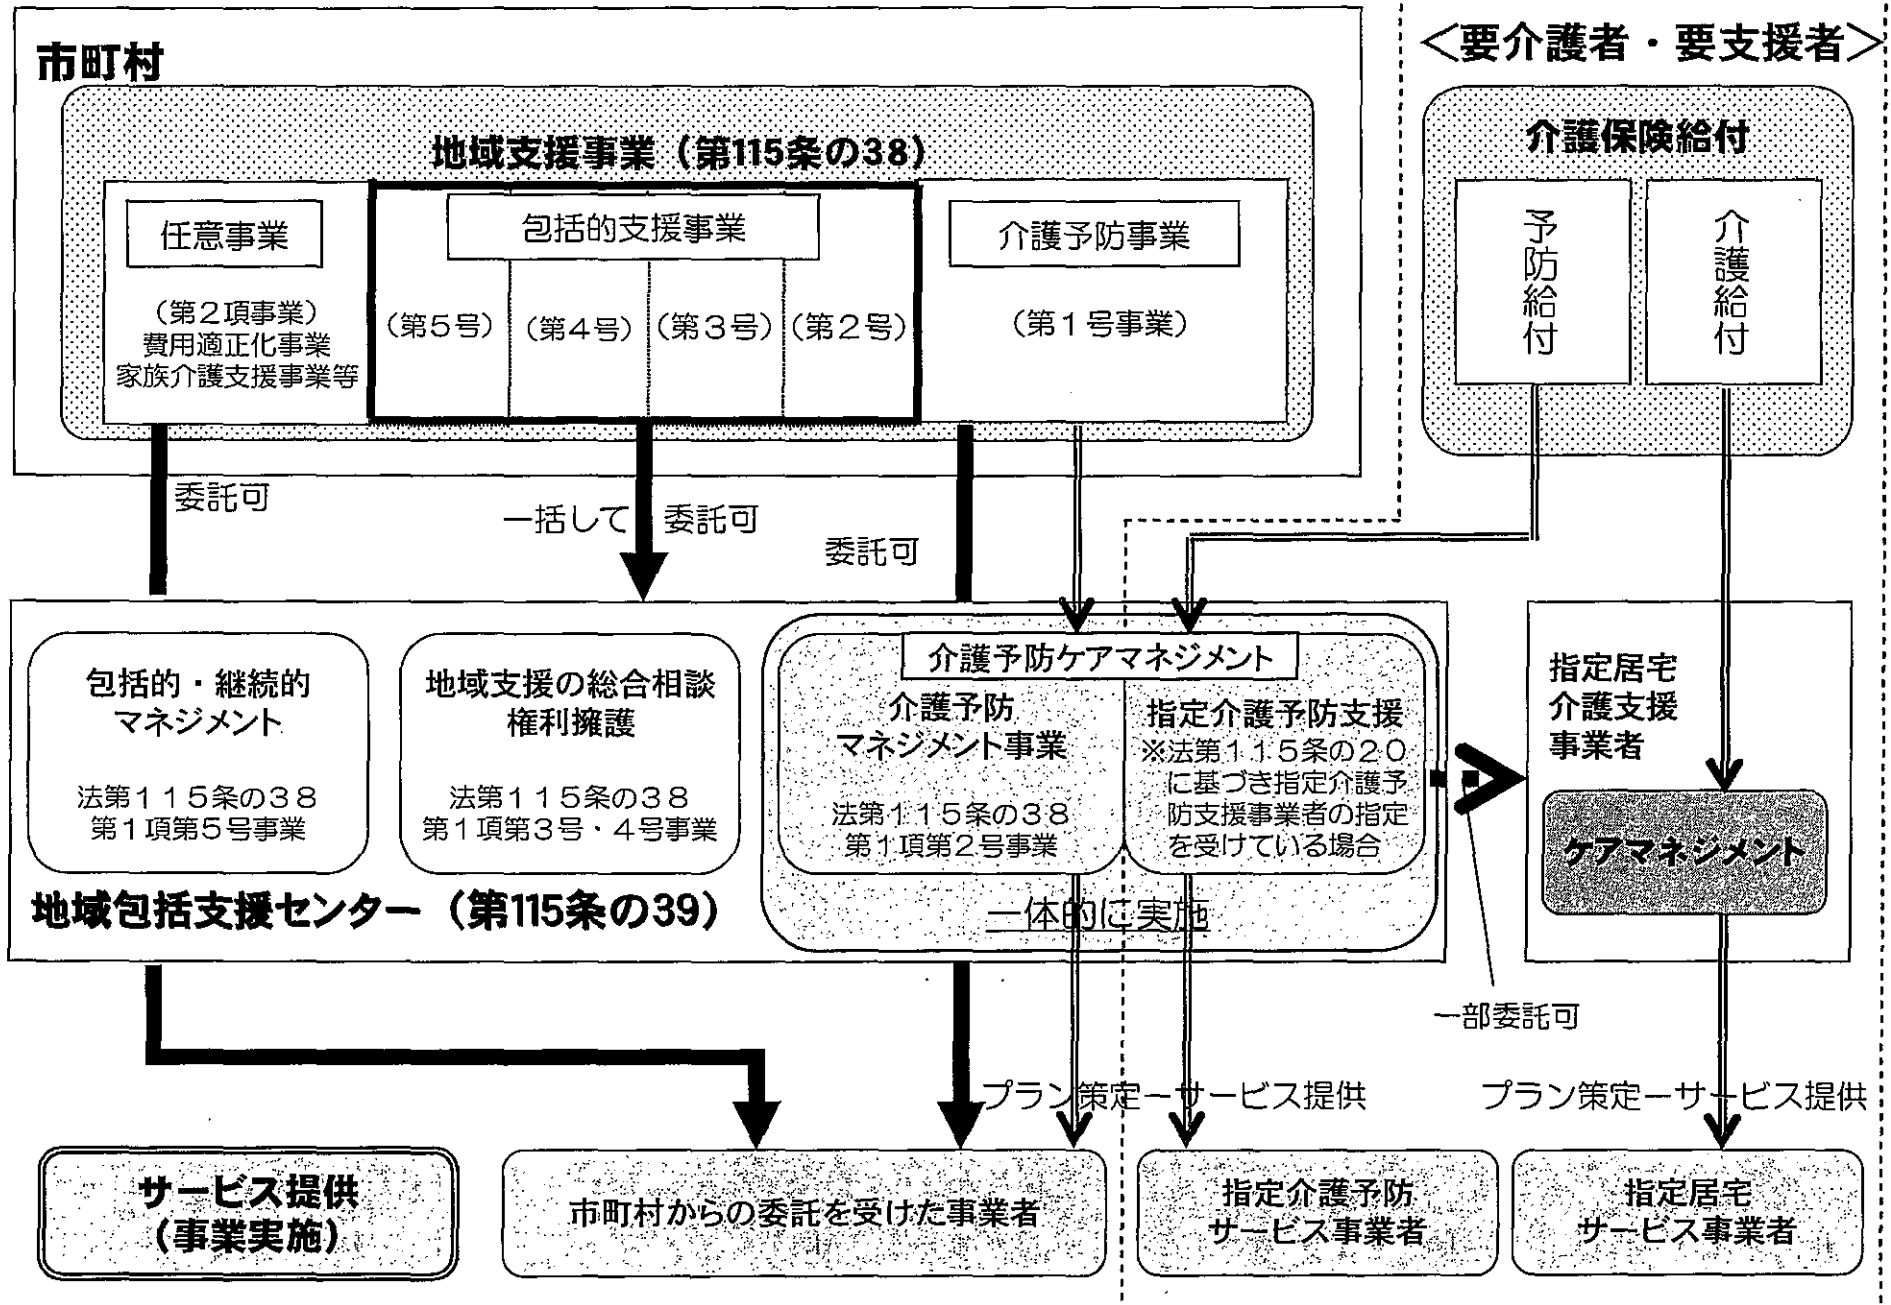 市町村
＜要介護者・要支援者＞
地域支援事業（第115条の38）
任意事業
（第２項事業）
費用適正化事業
家族介護支援事業等
包括的支援事業
（第５号）
（第４号）
（第３号）
（第２号）
介護予防事業
（第１号事業）
介護保険給付
予防給付
介護給付
委託可
一括して
委託可
委託可
包括的・継続的
マネジメント
法第１１５条の３８
第１項第５号事業
地域支援の総合相談
権利擁護
法第１１５条の３８
第１項第３号・４号事業
介護予防ケアマネジメント
介護予防
マネジメント事業
法第１１５条の３８
第１項第２号事業
指定介護予防支援
※法第１１５条の２０
に基づき指定介護予
防支援事業者の指定
を受けている場合
一体的に実施
地域包括支援センター（第115条の39）
指定居宅
介護支援
事業者
ケアマネジメント
一部委託可
プラン策定－サービス提供
プラン策定－サービス提供
サービス提供
（事業実施）
市町村からの委託を受けた事業者
指定介護予防
サービス事業者
指定居宅
サービス事業者